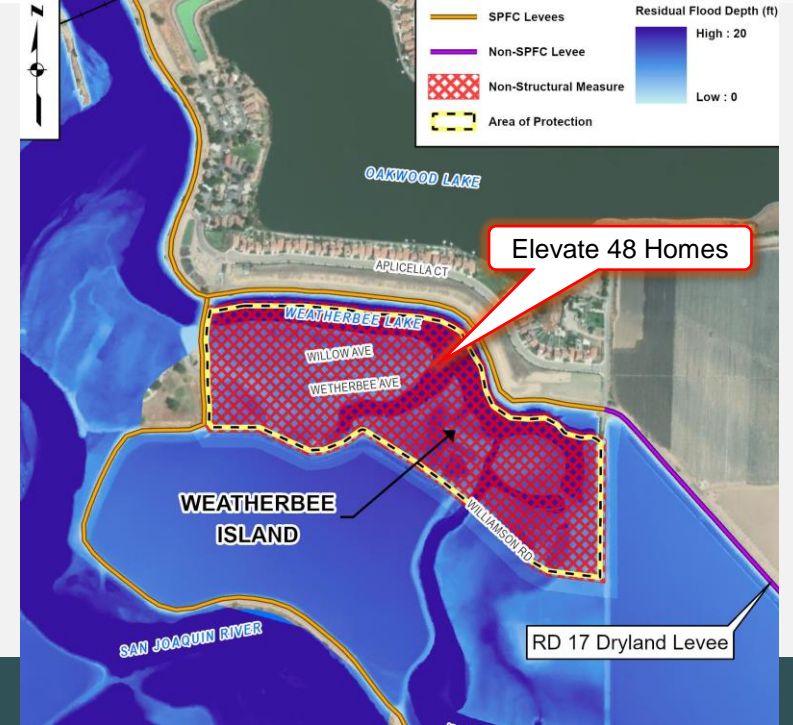 N
SPFC Levees
Non-SPFC Levee
Non-Structural Measure
Area of Protection
Residual Flood Depth (ft)
High : 20
Low : 0
OAKWOOD LAKE
Elevate 48 Homes
APLICELLA CT
WEATHERBEE LAKE
WILLOW AVE
WETHERBEE AVE
WEATHERBEE
ISLAND
WILLIAMSON RD
SAN JOAQUIN RIVER
RD 17 Dryland Levee